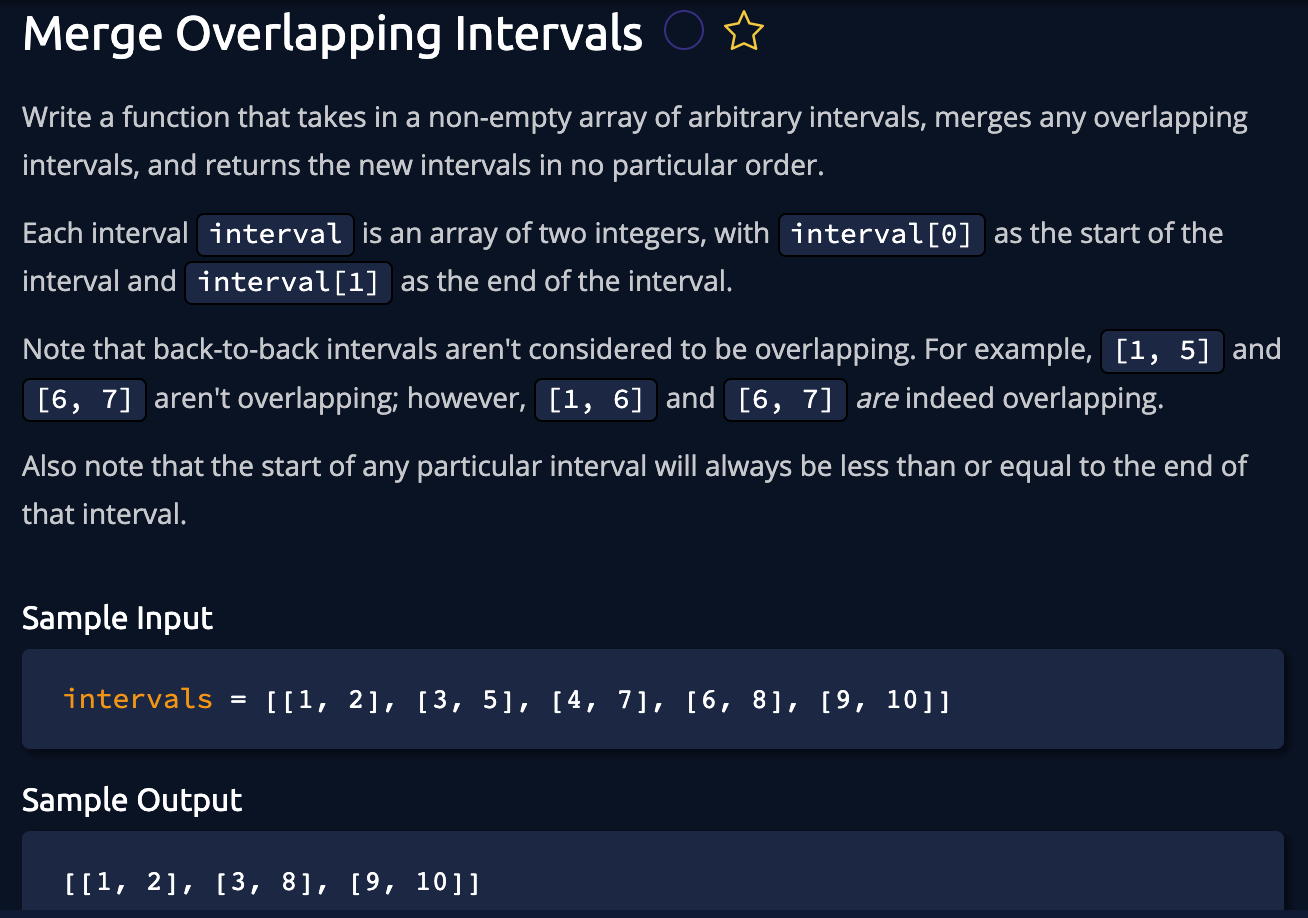 Merge Overlapping Intervals
Write a function that takes in a non-empty array of arbitrary intervals, merges any overlapping
intervals, and returns the new intervals in no particular order.
Each interval interval is an array of two integers, with interval[0] as the start of the
interval and interval[1] as the end of the interval.
Note that back-to-back intervals aren't considered to be overlapping. For example, [1, 5] and
[6, 7] aren't overlapping; however, [1, 6] and [6, 7] are indeed overlapping.
Also note that the start of any particular interval will always be less than or equal to the end of
that interval.
Sample Input
intervals = [[1, 2], [3, 5], [4, 7], [6, 8], [9, 10]]
Sample Output
[[1, 2], [3, 8], [9, 10]]